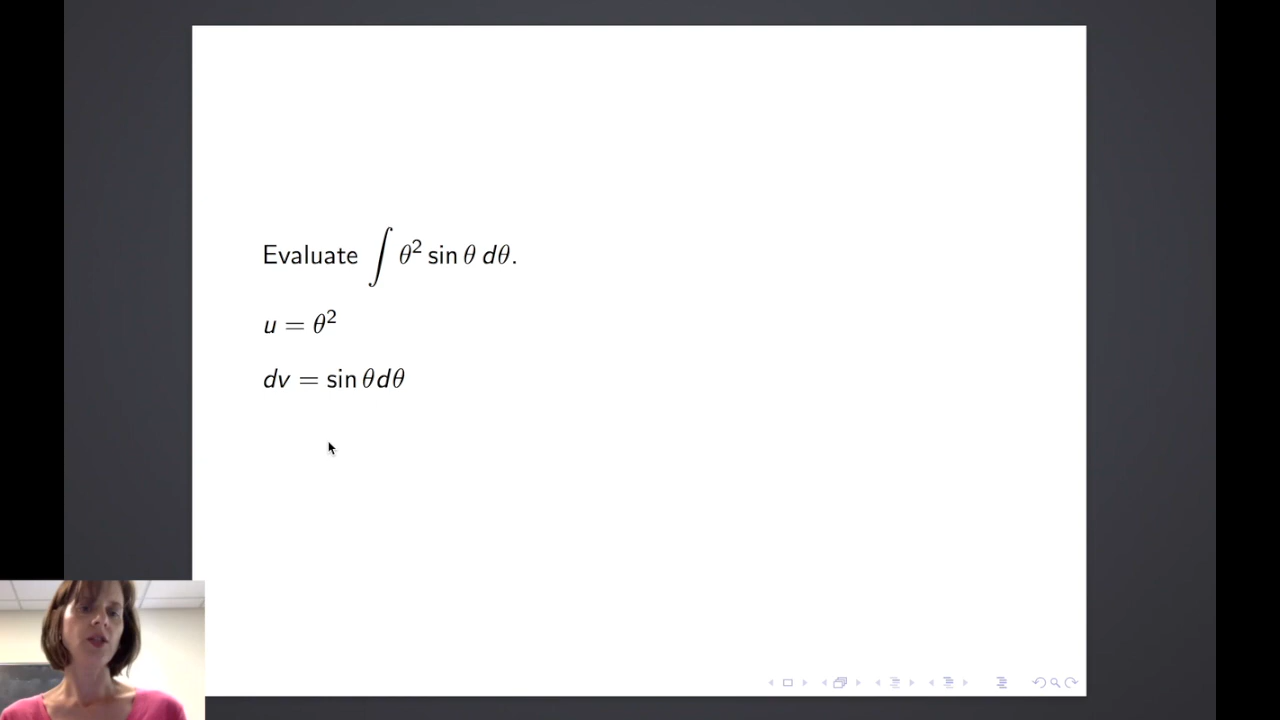 Evaluate ∫ θ² sin θ dθ.
u = θ²
dv = sin θdθ